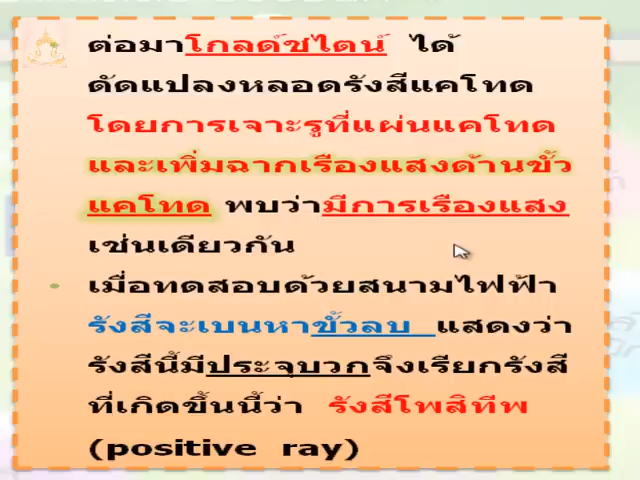 ต่อมาโกลด์ชไตน์ ได้
ดัดแปลงหลอดรังสีแคโทด
โดยการเจาะรูที่แผ่นแคโทด
และเพิ่มฉากเรืองแสงด้านขั้ว
แคโทด พบว่ามีการเรืองแสง
เช่นเดียวกัน
• เมื่อทดสอบด้วยสนามไฟฟ้า
รังสีจะเบนหาขั้วลบ แสดงว่า
รังสีนี้มีประจุบวกจึงเรียกรังสี
ที่เกิดขึ้นนี้ว่า รังสีโพสิทีพ
(positive ray)